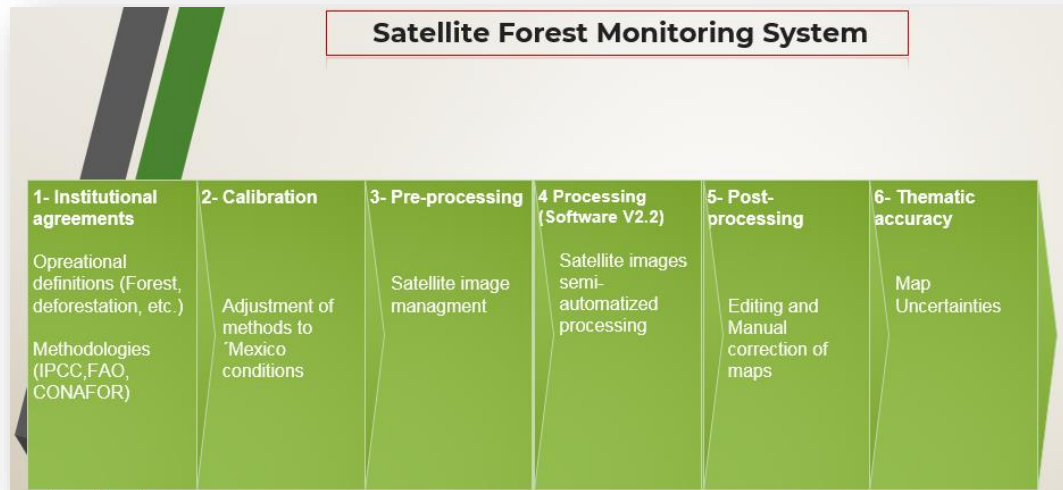 Satellite Forest Monitoring System
1- Institutional
agreements
Opreational
definitions (Forest,
deforestation, etc.)
Methodologies
(IPCC,FAO,
CONAFOR)
2- Calibration
Adjustment of
methods to
´Mexico
conditions
3- Pre-processing
Satellite image
managment
4 Processing
(Software V2.2)
Satellite images
semi-
automatized
processing
5- Post-
processing
Editing and
Manual
correction of
maps
6- Thematic
accuracy
Map
Uncertainties